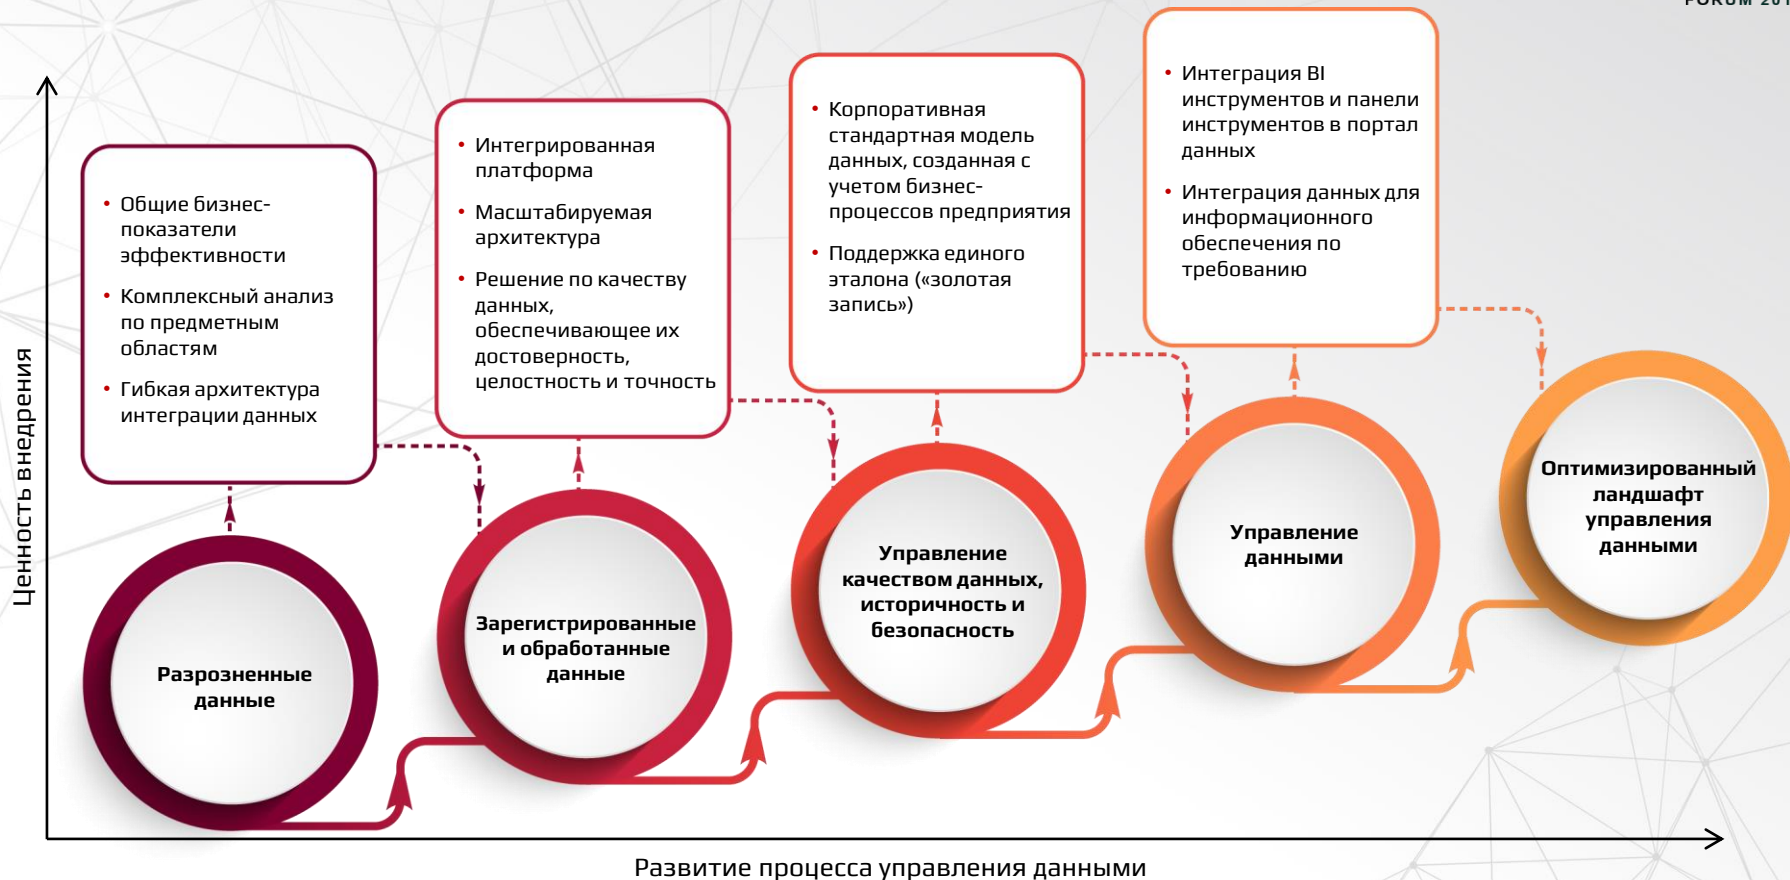 Ценность внедрения
• Общие бизнес-
показатели
эффективности
• Комплексный анализ
по предметным
областям
• Гибкая архитектура
интеграции данных
• Интегрированная
платформа
• Масштабируемая
архитектура
• Решение по качеству
данных,
обеспечивающее их
достоверность,
целостность и точность
• Корпоративная
стандартная модель
данных, созданная с
учетом бизнес-
процессов предприятия
• Поддержка единого
эталона («золотая
запись»)
• Интеграция BI
инструментов и панели
инструментов в портал
данных
• Интеграция данных для
информационного
обеспечения по
требованию
Разрозненные
данные
Зарегистрированные
и обработанные
данные
Управление
качеством данных,
историчность и
безопасность
Управление
данными
Оптимизированный
ландшафт
управления
данными
Развитие процесса управления данными